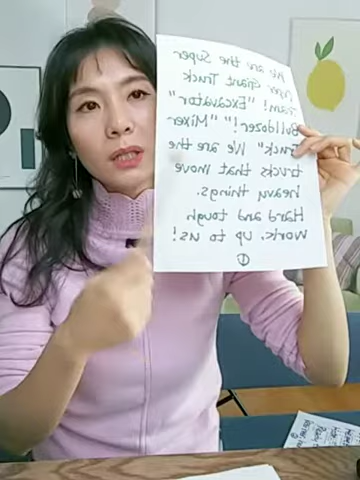 We are the Super
Giant Truck
Team! "Excavator"
"Bulldozer!" "Mixer
Truck" We are the
trucks that move
heavy things.
Hard and tough
work. Up to us!
①